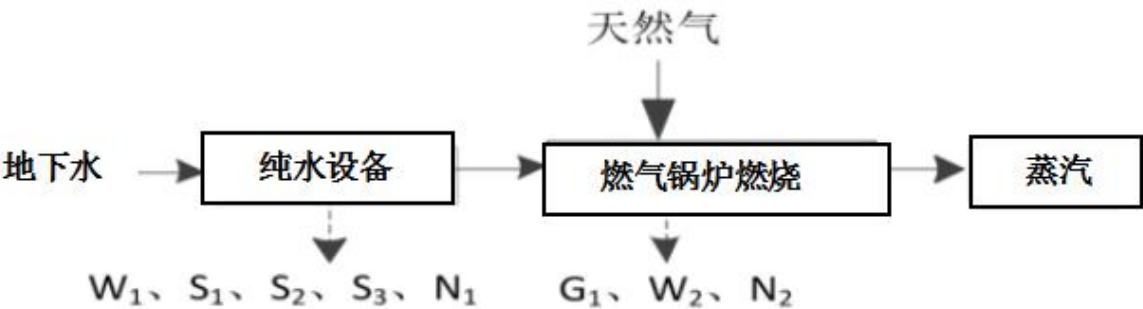 天然气
地下水
纯水设备
燃气锅炉燃烧
蒸汽
W₁、S₁、S₂、S₃、N₁
G₁、W₂、N₂